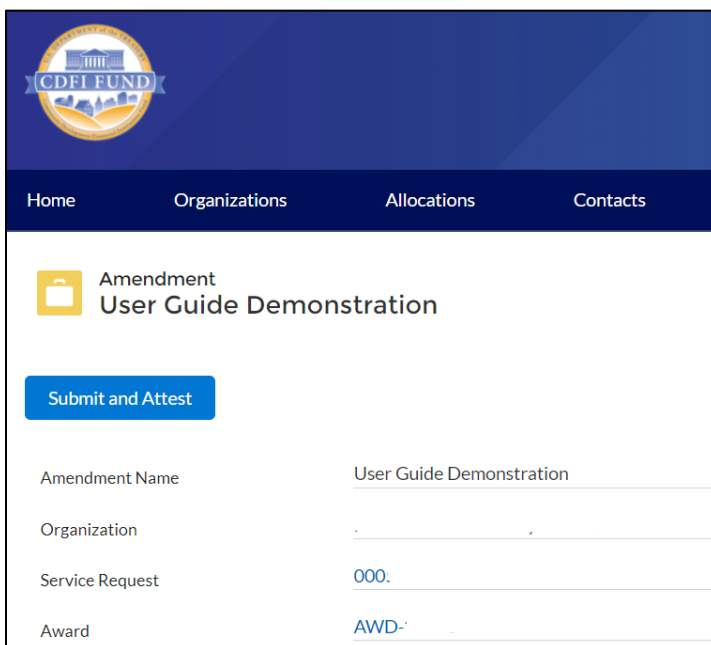 CDFI FUND
Home Organizations Allocations Contacts
Amendment
User Guide Demonstration
Submit and Attest
Amendment Name User Guide Demonstration
Organization
Service Request 000
Award AWD-